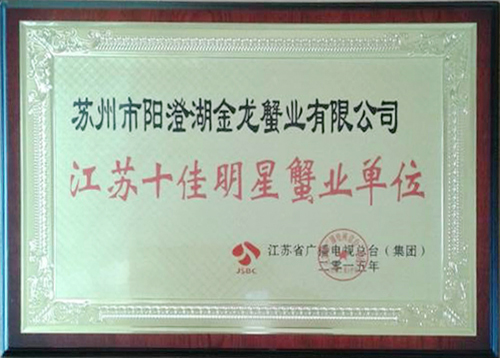 苏州市阳澄湖金龙蟹业有限公司
江苏十佳明星蟹业单位
JSBC
江苏省广播电视总台（集团）
二零一五年